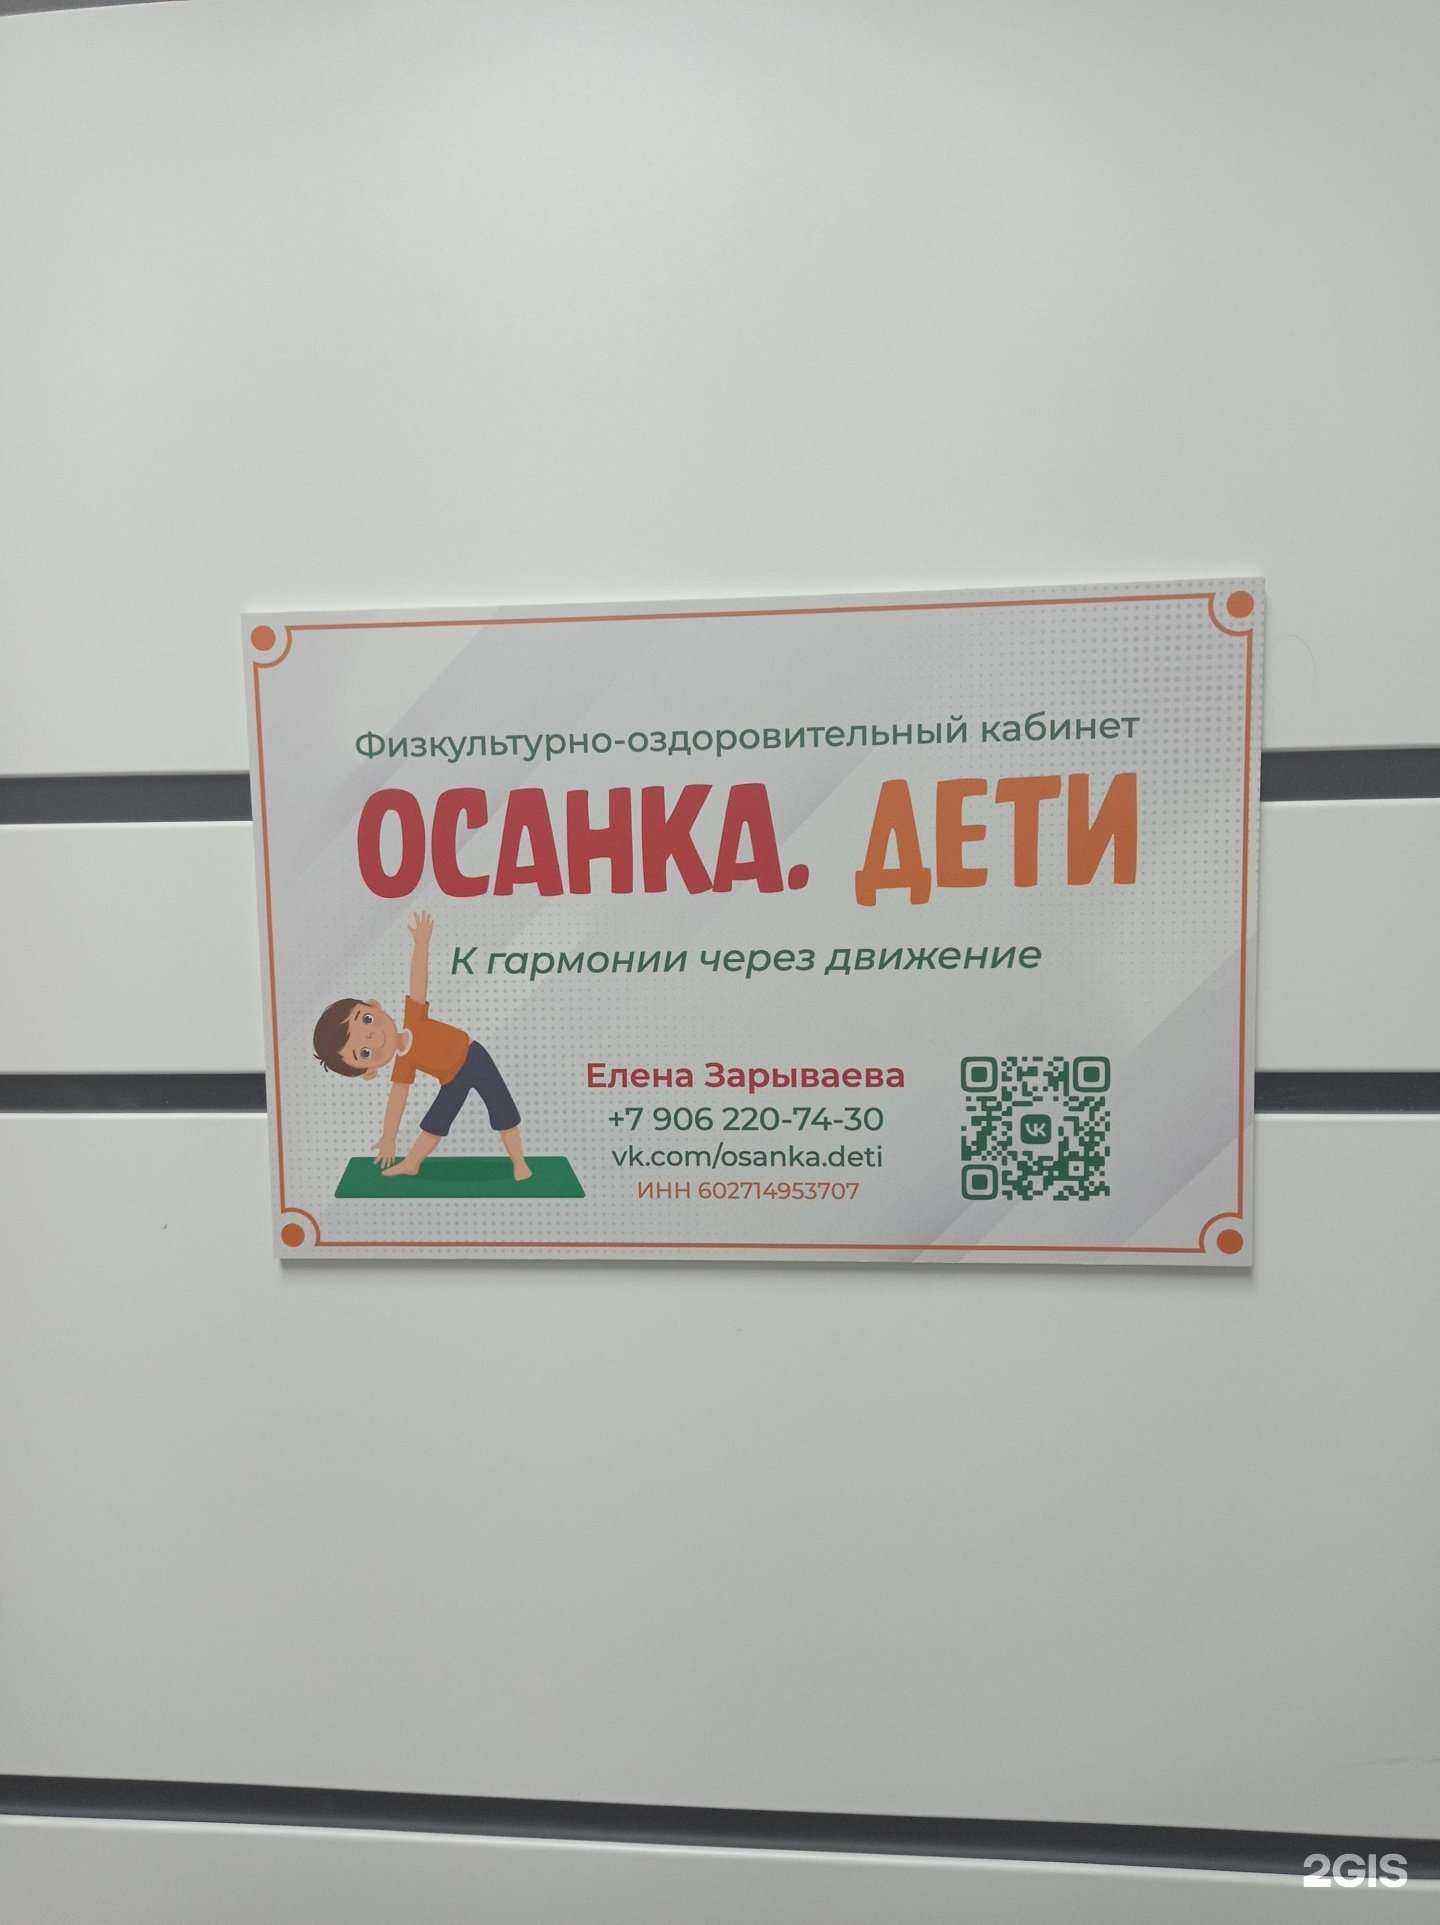 Физкультурно-оздоровительный кабинет
ОСАНКА. ДЕТИ
К гармонии через движение
Елена Зарываева
+7 906 220-74-30
vk.com/osanka.deti
ИНН 602714953707
VK
2GIS